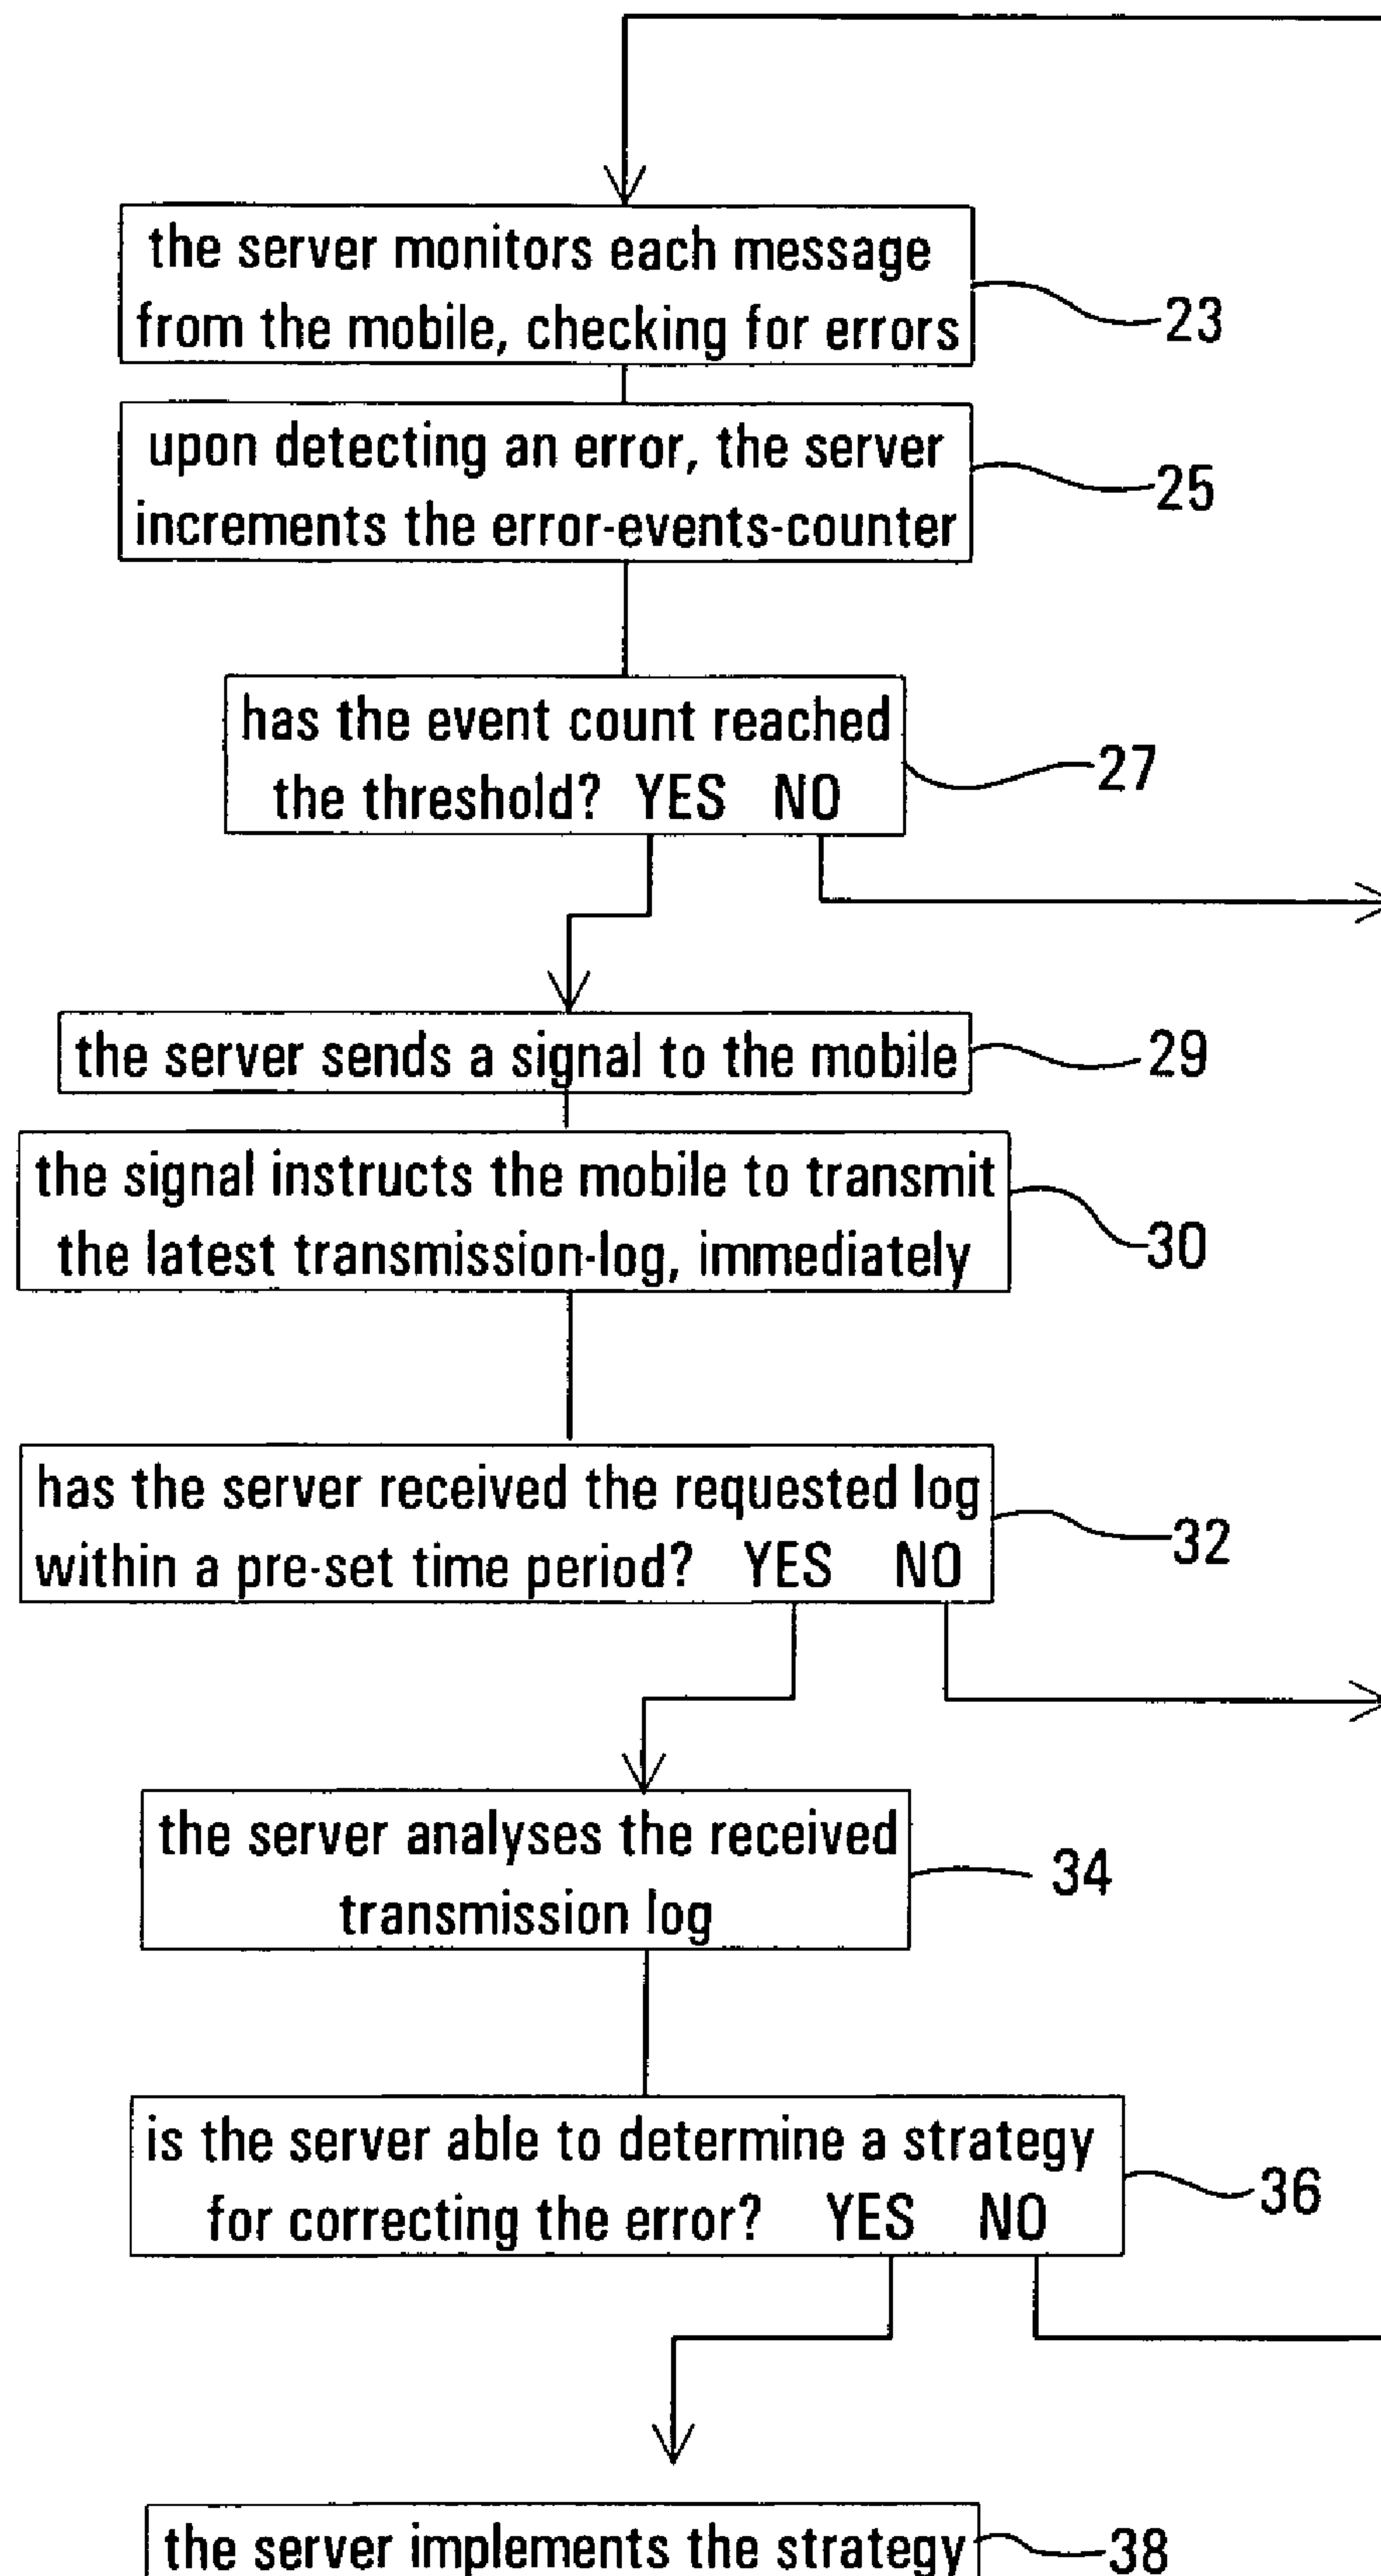 the server monitors each message
from the mobile, checking for errors
23
upon detecting an error, the server
increments the error-events-counter
25
has the event count reached
the threshold? YES NO
27
the server sends a signal to the mobile
29
the signal instructs the mobile to transmit
the latest transmission-log, immediately
30
has the server received the requested log
within a pre-set time period? YES NO
32
the server analyses the received
transmission log
34
is the server able to determine a strategy
for correcting the error? YES NO
36
the server implements the strategy
38